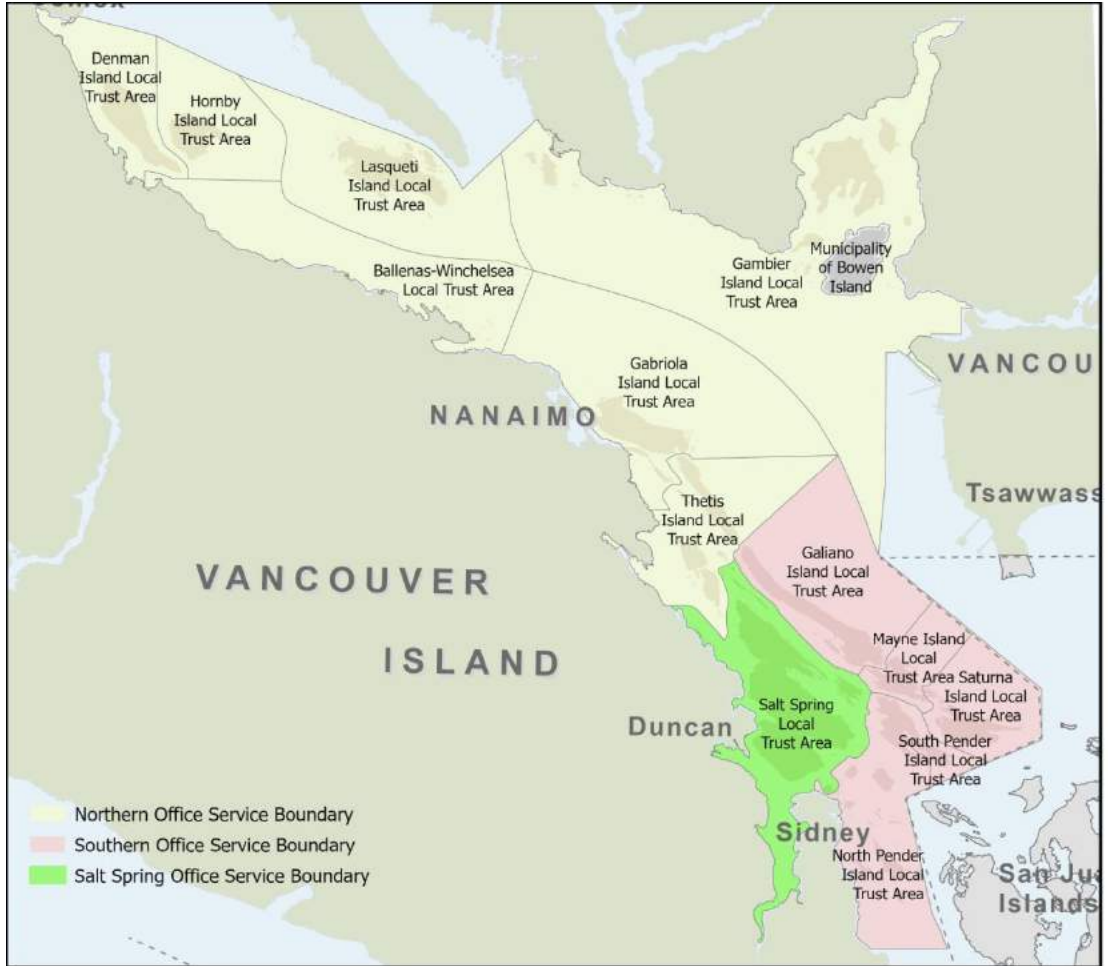 Denman
Island Local
Trust Area
Hornby
Island Local
Trust Area
Lasqueti
Island Local
Trust Area
Ballenas-Winchelsea
Local Trust Area
Gambier
Island Local
Trust Area
Municipality
of Bowen
Island
VANCOU
Gabriola
Island Local
Trust Area
NANAIMO
Tsawwass
Thetis
Island Local
Trust Area
Galiano
Island Local
Trust Area
VANCOUVER
ISLAND
Mayne Island
Local
Trust Area
Saturna
Island Local
Trust Area
Salt Spring
Local
Trust Area
Duncan
South Pender
Island Local
Trust Area
Northern Office Service Boundary
Southern Office Service Boundary
Salt Spring Office Service Boundary
Sidney
North Pender
Island Local
Trust Area
San Jua
Islands